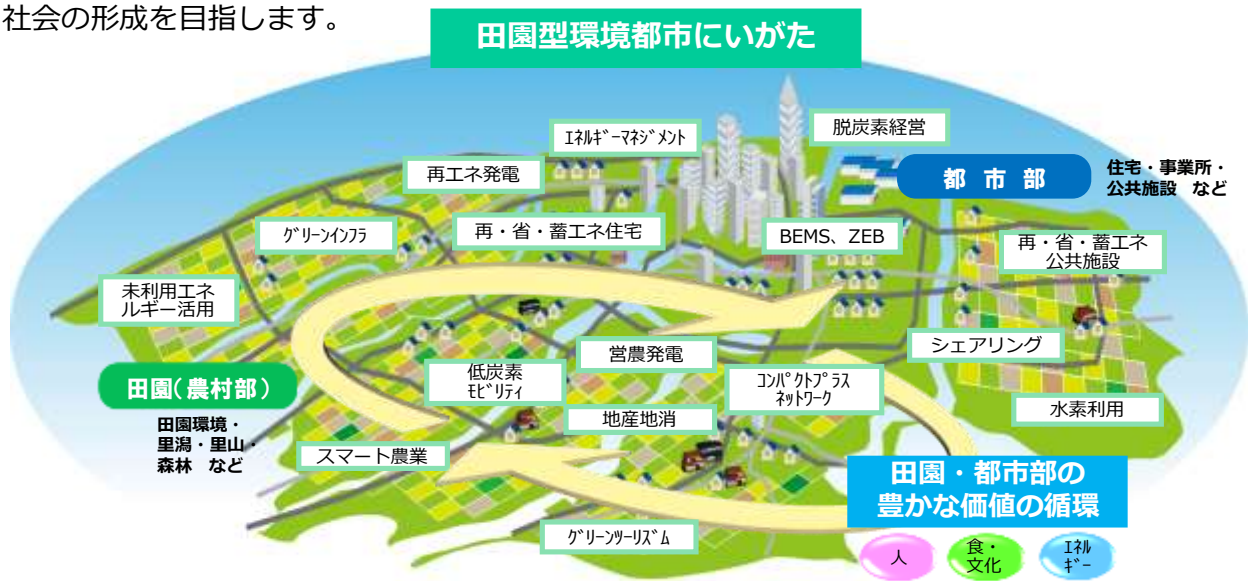 社会の形成を目指します。
田園型環境都市にいがた
脱炭素経営
ｴﾈﾙｷﾞｰﾏﾈｼﾞﾒﾝﾄ
再エネ発電
都市部
住宅・事業所・
公共施設 など
ｸﾞﾘｰﾝｲﾝﾌﾗ
再・省・蓄エネ住宅
BEMS、ZEB
再・省・蓄エネ
公共施設
未利用エネ
ルギー活用
営農発電
シェアリング
田園(農村部)
低炭素
ﾓﾋﾞﾘﾃｨ
ｺﾝﾊﾟｸﾄﾌﾟﾗｽ
ﾈｯﾄﾜｰｸ
田園環境・
里潟・里山・
森林 など
地産地消
水素利用
スマート農業
田園・都市部の
豊かな価値の循環
ｸﾞﾘｰﾝﾂｰﾘｽﾞﾑ
人
食・
文化
ｴﾈﾙ
ｷﾞｰ